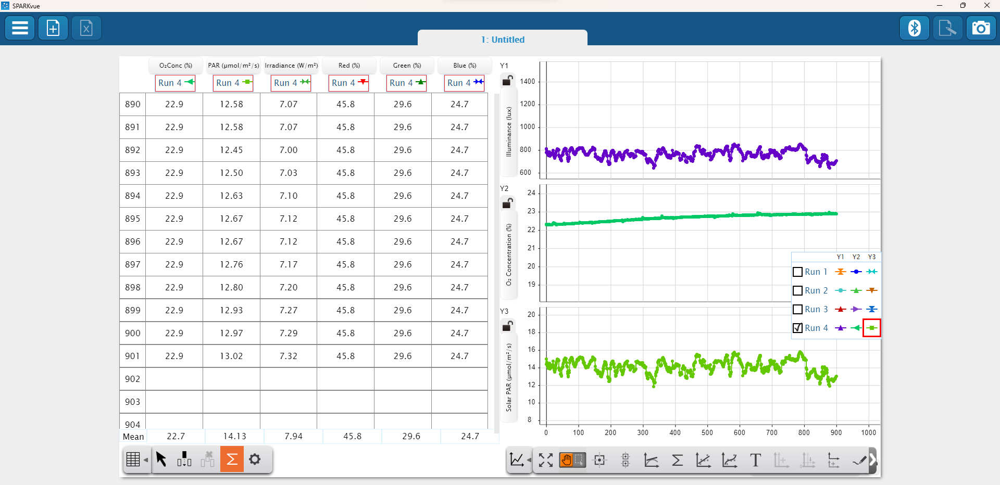 SPARKvue
1: Untitled
O₂Conc (%) PAR (µmol/m²/s) Irradiance (W/m²) Red (%) Green (%) Blue (%)
Run 4 Run 4 Run 4 Run 4 Run 4 Run 4
890 22.9 12.58 7.07 45.8 29.6 24.7
891 22.9 12.58 7.07 45.8 29.6 24.7
892 22.9 12.45 7.00 45.8 29.6 24.7
893 22.9 12.50 7.03 45.8 29.6 24.7
894 22.9 12.63 7.10 45.8 29.6 24.7
895 22.9 12.67 7.12 45.8 29.6 24.7
896 22.9 12.67 7.12 45.8 29.6 24.7
897 22.9 12.76 7.17 45.8 29.6 24.7
898 22.9 12.80 7.20 45.8 29.6 24.7
899 22.9 12.93 7.27 45.8 29.6 24.7
900 22.9 12.97 7.29 45.8 29.6 24.7
901 22.9 13.02 7.32 45.8 29.6 24.7
902
903
904
Mean 22.7 14.13 7.94 45.8 29.6 24.7
Y1
Illuminance (lux)
1400
1200
1000
800
600
Y2
O₂ Concentration (%)
24
23
22
21
20
19
Y3
Solar PAR (µmol/m²/s)
20
18
16
14
12
10
8
0 100 200 300 400 500 600 700 800 900 1000
Y1 Y2 Y3
Run 1
Run 2
Run 3
Run 4
Σ
Σ
T